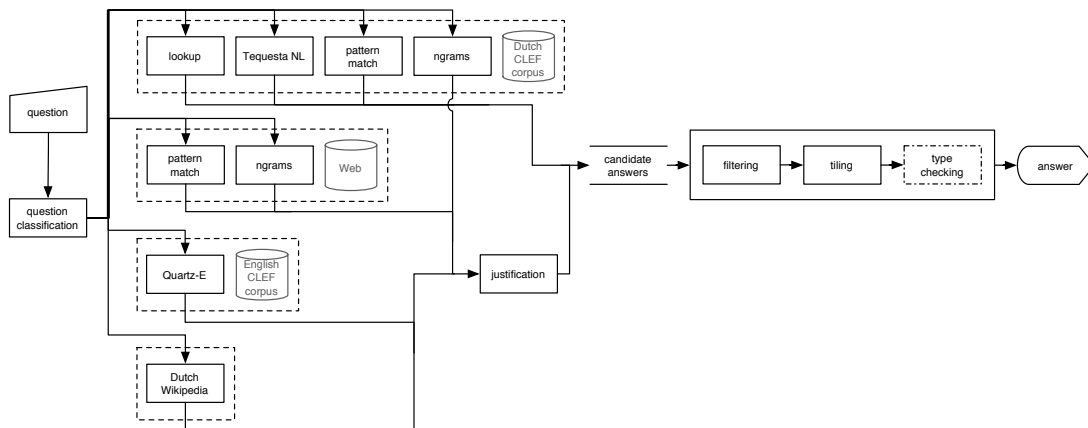 lookup
Tequesta NL
pattern
match
ngrams
Dutch
CLEF
corpus
question
pattern
match
ngrams
Web
candidate
answers
filtering
tiling
type
checking
answer
question
classification
Quartz-E
English
CLEF
corpus
justification
Dutch
Wikipedia